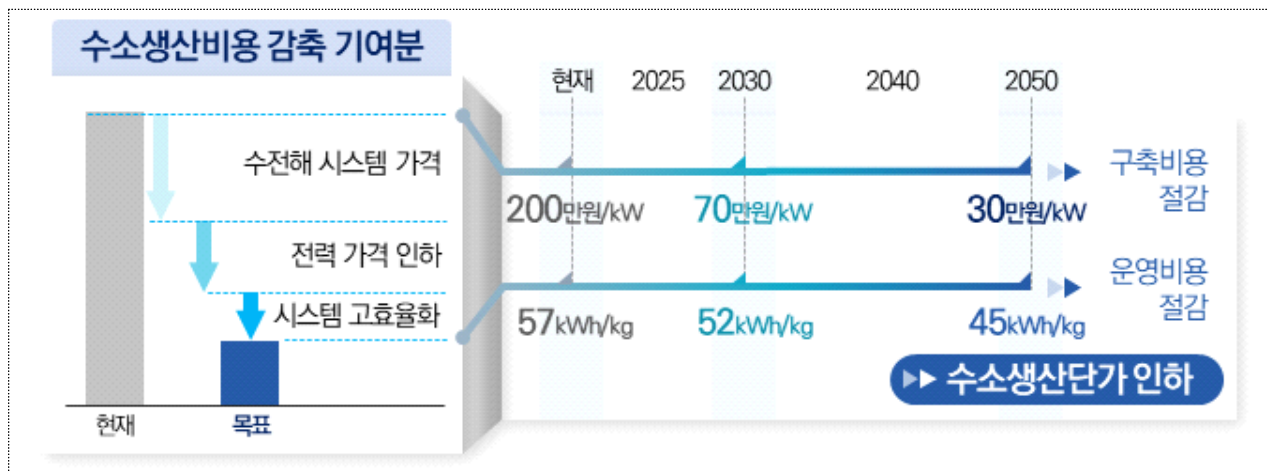 수소생산비용 감축 기여분
수전해 시스템 가격
전력 가격 인하
시스템 고효율화
현재
목표
현재 2025 2030 2040 2050
200만원/kW 70만원/kW 30만원/kW
구축비용
절감
57kWh/kg 52kWh/kg 45kWh/kg
운영비용
절감
수소생산단가 인하